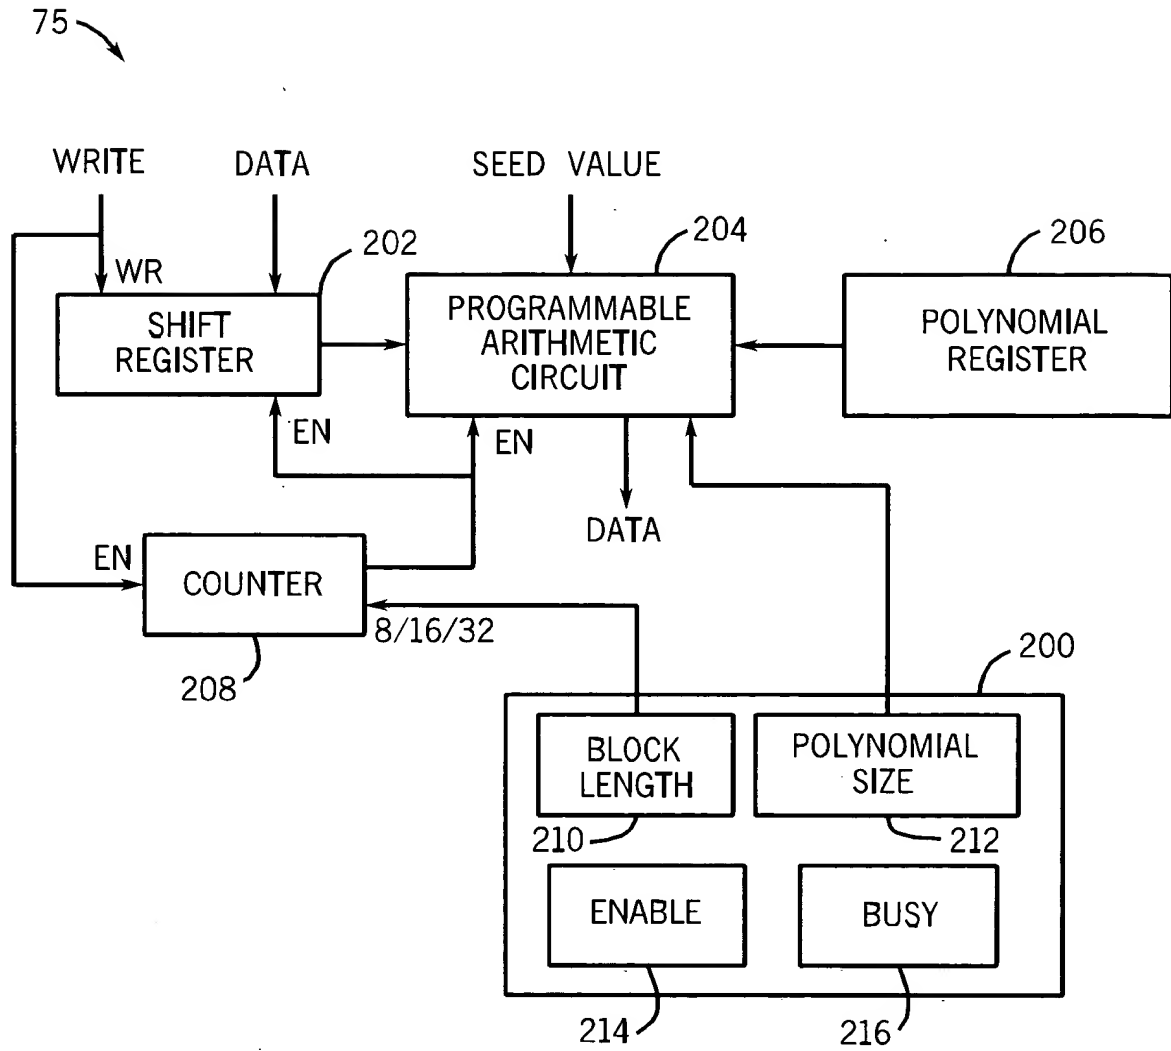 75
WRITE
DATA
SEED VALUE
202
204
206
WR
SHIFT
REGISTER
PROGRAMMABLE
ARITHMETIC
CIRCUIT
POLYNOMIAL
REGISTER
EN
EN
DATA
EN
COUNTER
8/16/32
208
200
BLOCK
LENGTH
POLYNOMIAL
SIZE
210
212
ENABLE
BUSY
214
216